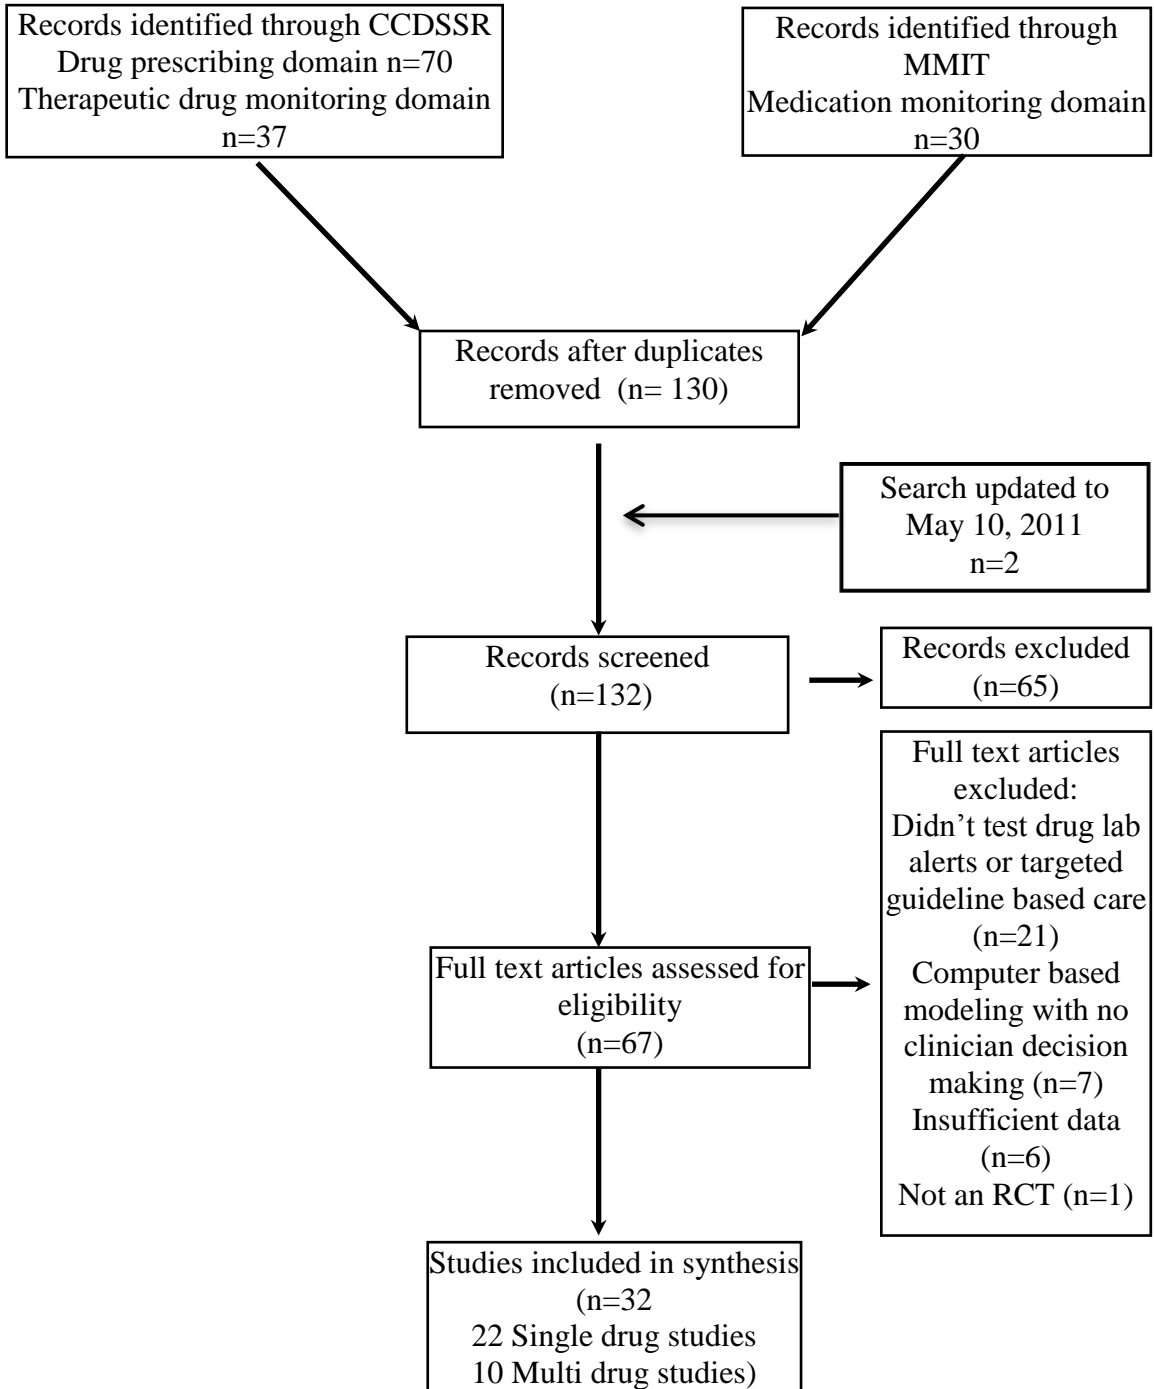 Records identified through CCDSSR
Drug prescribing domain n=70
Therapeutic drug monitoring domain
n=37
Records identified through
MMIT
Medication monitoring domain
n=30
Records after duplicates
removed (n= 130)
Search updated to
May 10, 2011
n=2
Records screened
(n=132)
Records excluded
(n=65)
Full text articles assessed for
eligibility
(n=67)
Full text articles
excluded:
Didn’t test drug lab
alerts or targeted
guideline based care
(n=21)
Computer based
modeling with no
clinician decision
making (n=7)
Insufficient data
(n=6)
Not an RCT (n=1)
Studies included in synthesis
(n=32
22 Single drug studies
10 Multi drug studies)